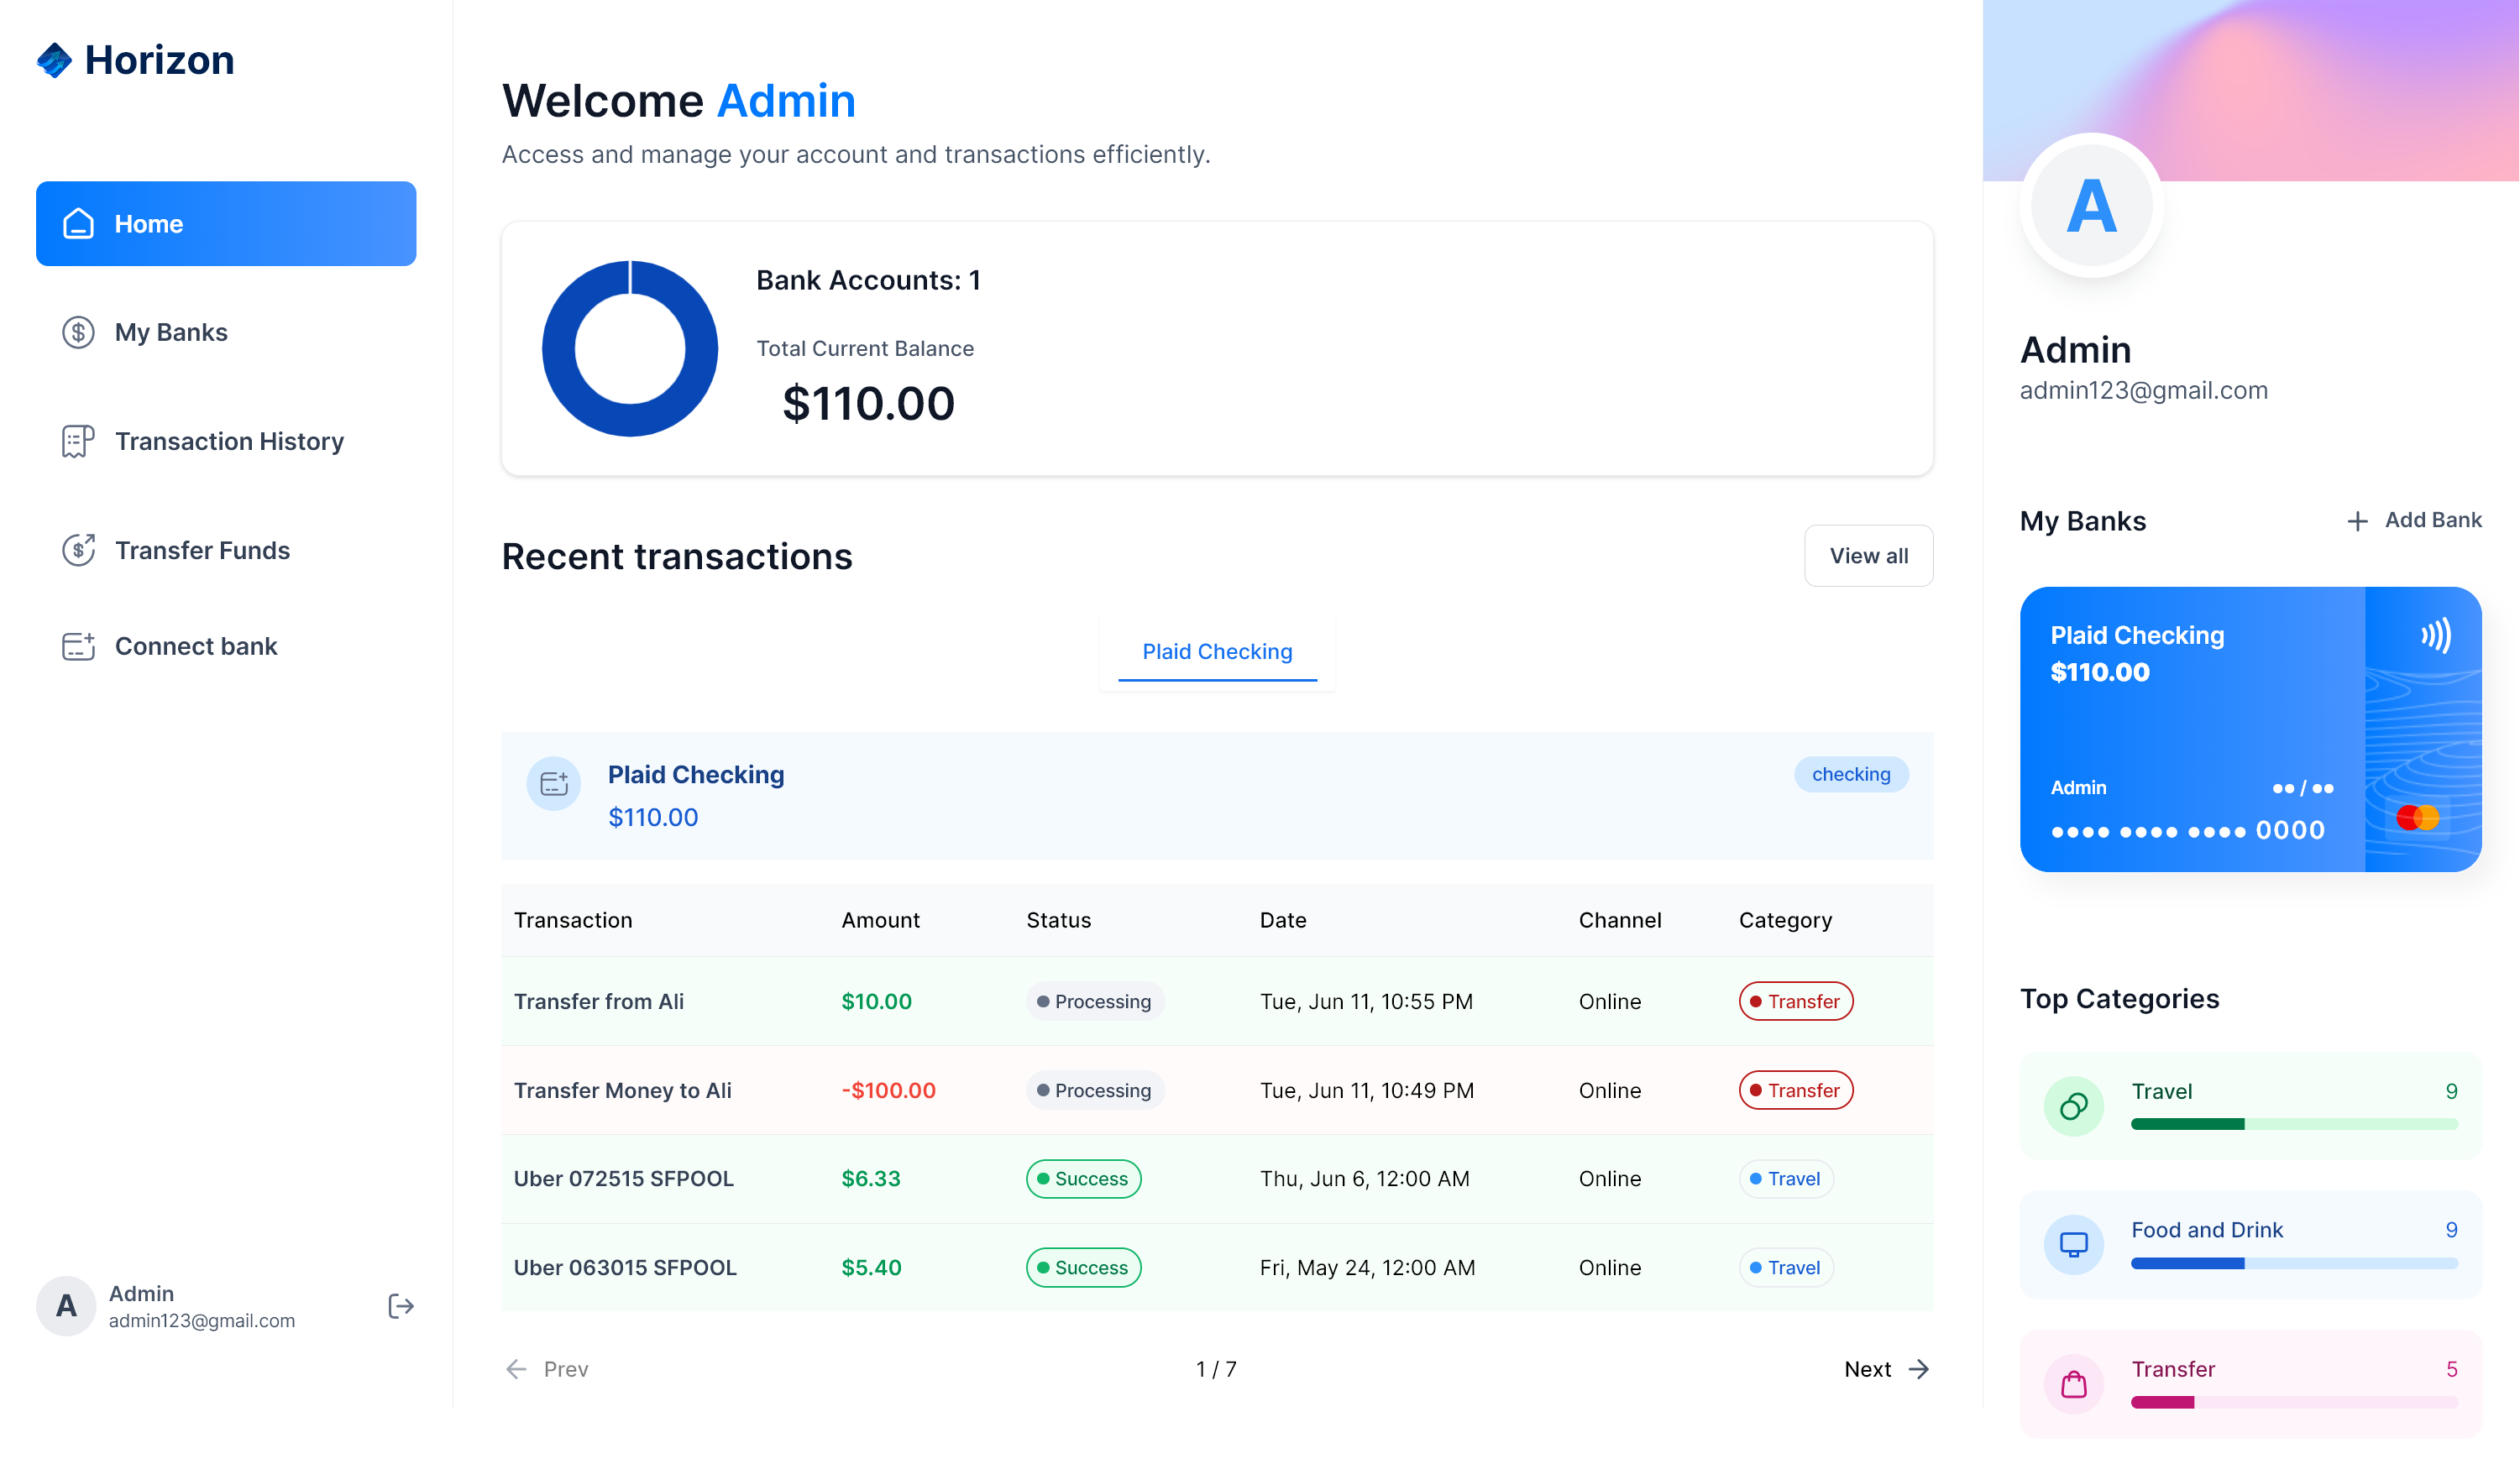 Horizon
Home
My Banks
Transaction History
Transfer Funds
Connect bank
A
Admin
admin123@gmail.com
Welcome Admin
Access and manage your account and transactions efficiently.
Bank Accounts: 1
Total Current Balance
$110.00
Recent transactions
View all
Plaid Checking
Plaid Checking
$110.00
checking
Transaction Amount Status Date Channel Category
Transfer from Ali $10.00 Processing Tue, Jun 11, 10:55 PM Online Transfer
Transfer Money to Ali -$100.00 Processing Tue, Jun 11, 10:49 PM Online Transfer
Uber 072515 SFPOOL $6.33 Success Thu, Jun 6, 12:00 AM Online Travel
Uber 063015 SFPOOL $5.40 Success Fri, May 24, 12:00 AM Online Travel
Prev 1 / 7 Next
A
Admin
admin123@gmail.com
My Banks
+ Add Bank
Plaid Checking
$110.00
Admin ●● / ●●
●●●● ●●●● ●●●● 0000
Top Categories
Travel 9
Food and Drink 9
Transfer 5